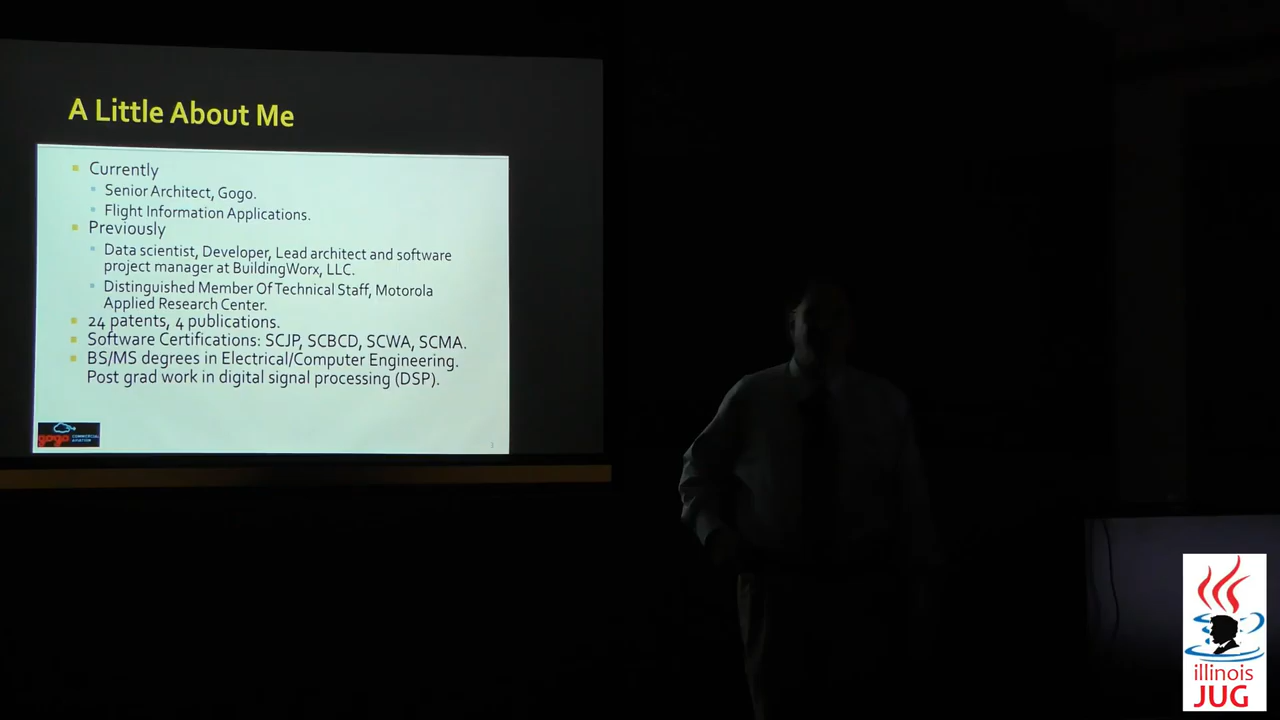 A Little About Me
Currently
Senior Architect, Gogo.
Flight Information Applications.
Previously
Data scientist, Developer, Lead architect and software
project manager at BuildingWorx, LLC.
Distinguished Member Of Technical Staff, Motorola
Applied Research Center.
24 patents, 4 publications.
Software Certifications: SCJP, SCBCD, SCWA, SCMA.
BS/MS degrees in Electrical/Computer Engineering.
Post grad work in digital signal processing (DSP).
gogo COMMERCIAL
AVIATION
illinois
JUG